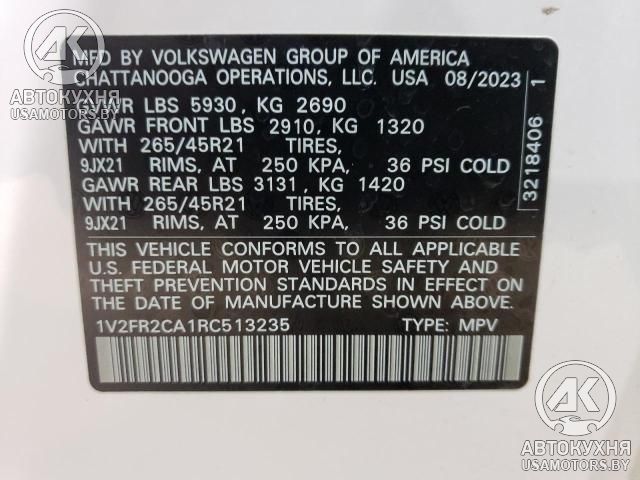 MFD BY VOLKSWAGEN GROUP OF AMERICA
CHATTANOOGA OPERATIONS, LLC. USA 08/2023
GVWR LBS 5930, KG 2690
GAWR FRONT LBS 2910, KG 1320
WITH 265/45R21 TIRES,
9JX21 RIMS, AT 250 KPA, 36 PSI COLD
GAWR REAR LBS 3131, KG 1420
WITH 265/45R21 TIRES,
9JX21 RIMS, AT 250 KPA, 36 PSI COLD
THIS VEHICLE CONFORMS TO ALL APPLICABLE
U.S. FEDERAL MOTOR VEHICLE SAFETY AND
THEFT PREVENTION STANDARDS IN EFFECT ON
THE DATE OF MANUFACTURE SHOWN ABOVE.
1V2FR2CA1RC513235 TYPE: MPV
3218406 1
АК
АВТОКУХНЯ
USAMOTORS.BY
АК
АВТОКУХНЯ
USAMOTORS.BY